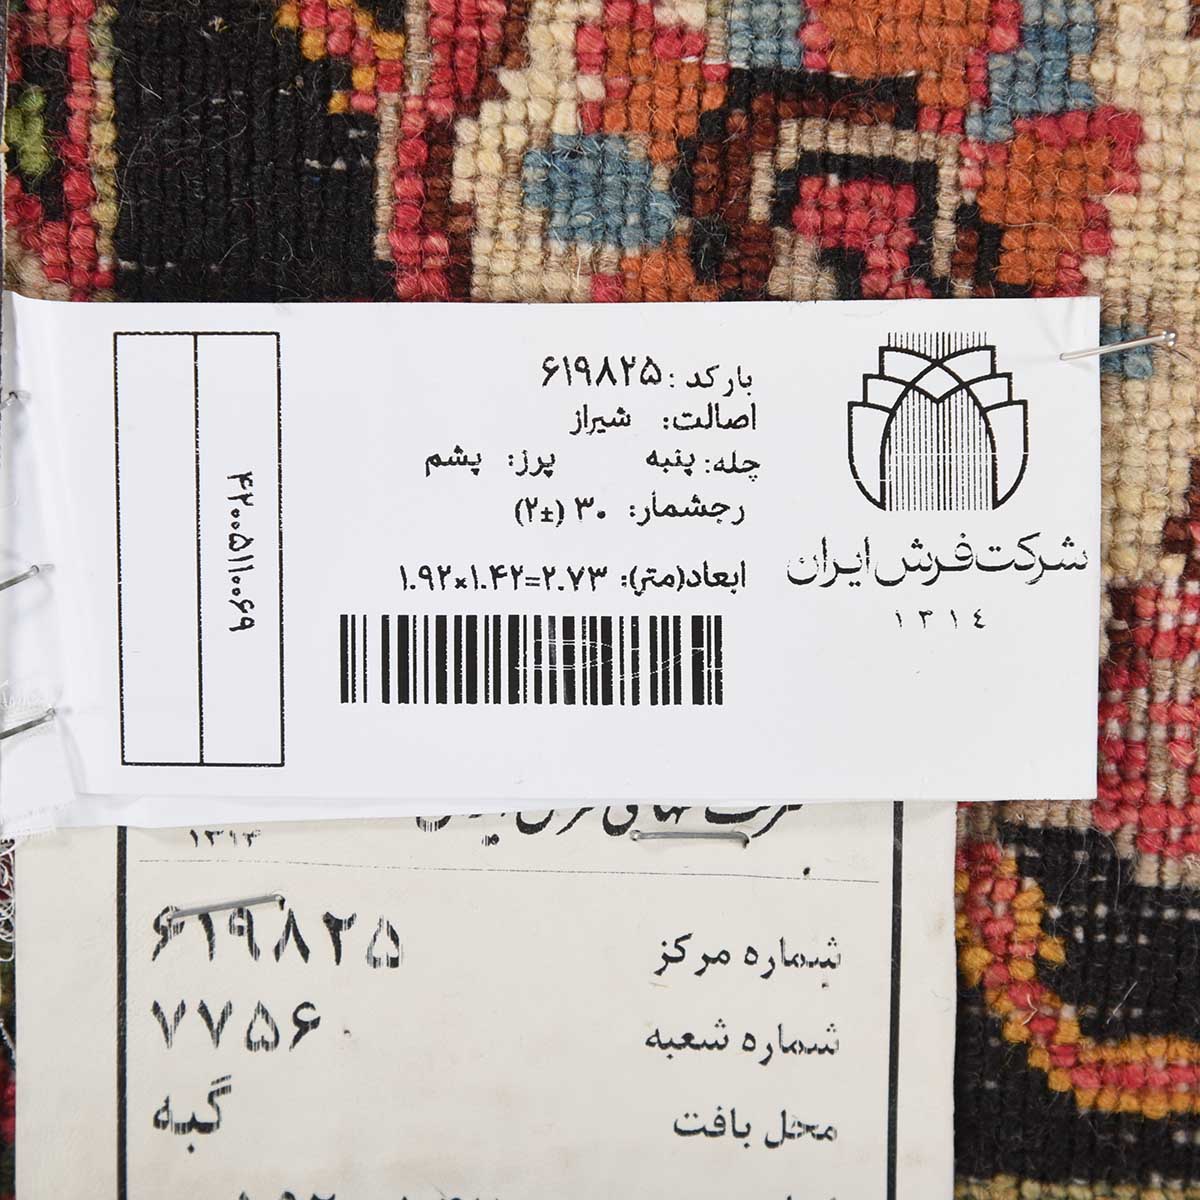 بارکد: ۶۱۹۸۲۵
اصالت: شیراز
چله: پنبه پرز: پشم
رجشمار: ۳۰ (±۲)
ابعاد(متر): ۱.۹۲×۱.۴۲=۲.۷۳
شرکت فرش ایران
۱۳۱۴
۴۲۰۰۵۱۱۰۰۶۹
۱۳۱۴
شماره مرکز ۶۱۹۸۲۵
شماره شعبه ۷۷۵۶
محل بافت گبه